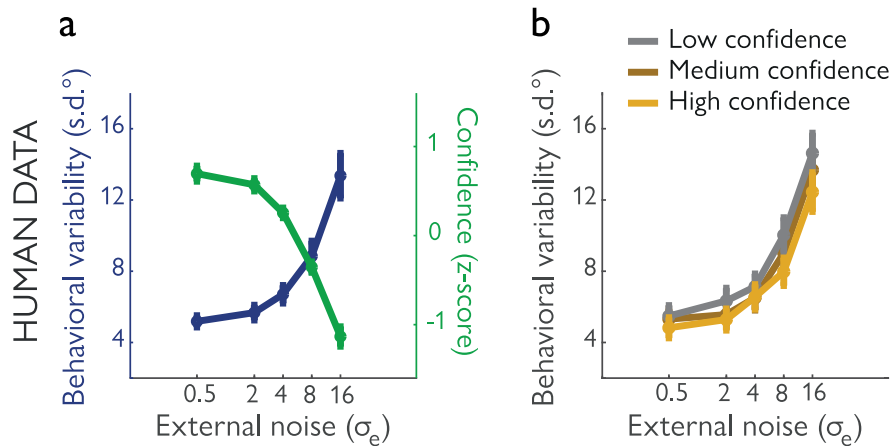 a
b
HUMAN DATA
Behavioral variability (s.d.°)
16
12
8
4
1
0
-1
Confidence (z-score)
0.5 2 4 8 16
External noise (σe)
Low confidence
Medium confidence
High confidence
Behavioral variability (s.d.°)
16
12
8
4
0.5 2 4 8 16
External noise (σe)